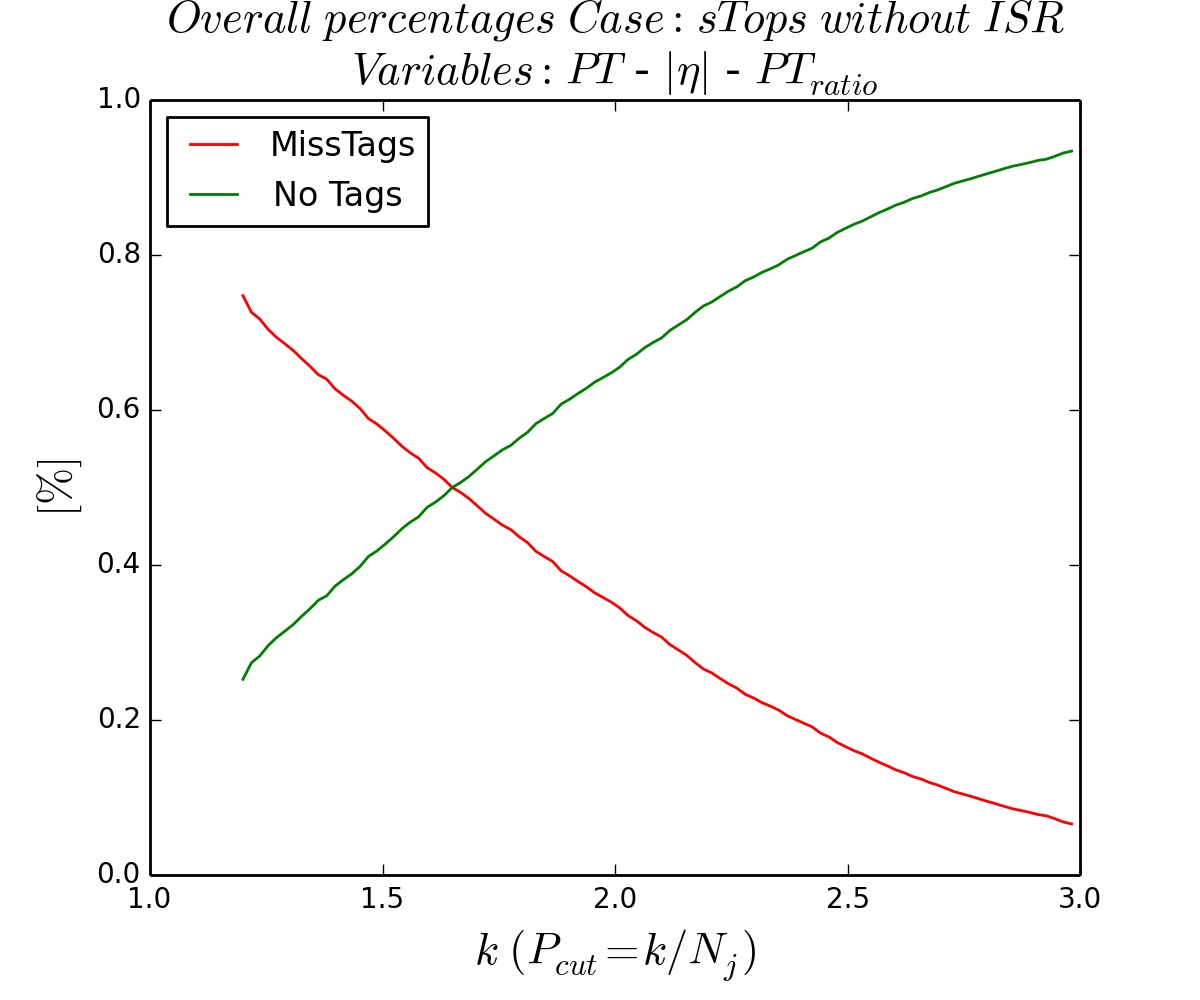 Overall percentages Case: sTops without ISR
Variables: PT - |η| - PT_ratio
1.0
MissTags
No Tags
0.8
0.6
[%]
0.4
0.2
0.0
1.0 1.5 2.0 2.5 3.0
k (P_cut = k/N_j)